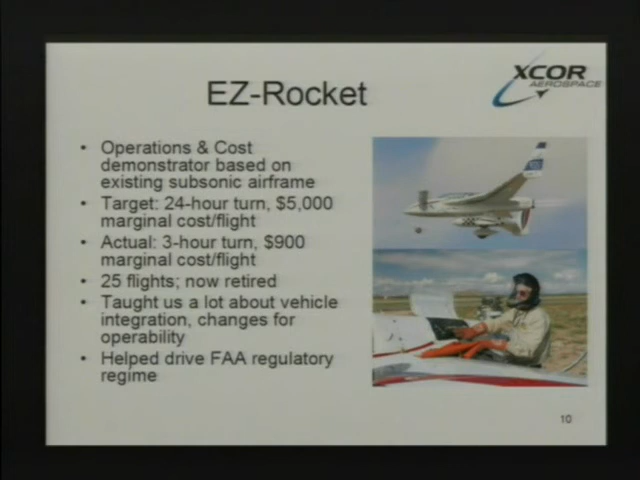 XCOR
AEROSPACE
EZ-Rocket
• Operations & Cost
demonstrator based on
existing subsonic airframe
• Target: 24-hour turn, $5,000
marginal cost/flight
• Actual: 3-hour turn, $900
marginal cost/flight
• 25 flights; now retired
• Taught us a lot about vehicle
integration, changes for
operability
• Helped drive FAA regulatory
regime
10